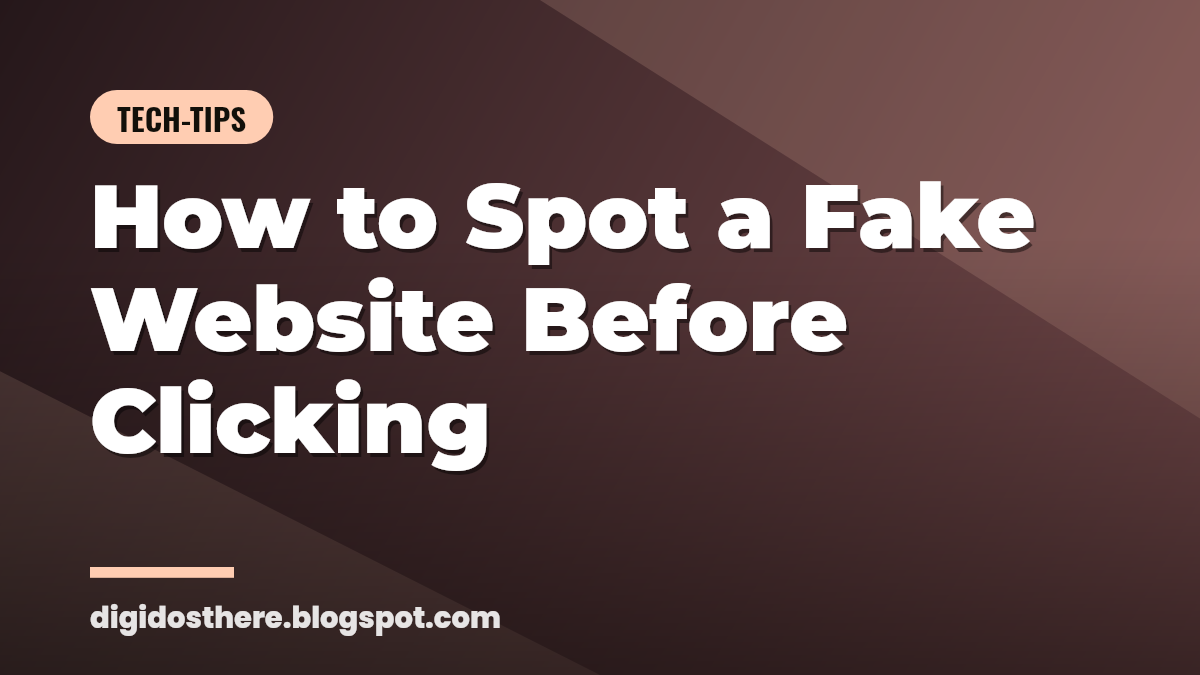 TECH-TIPS
How to Spot a Fake
Website Before
Clicking
digidosthere.blogspot.com